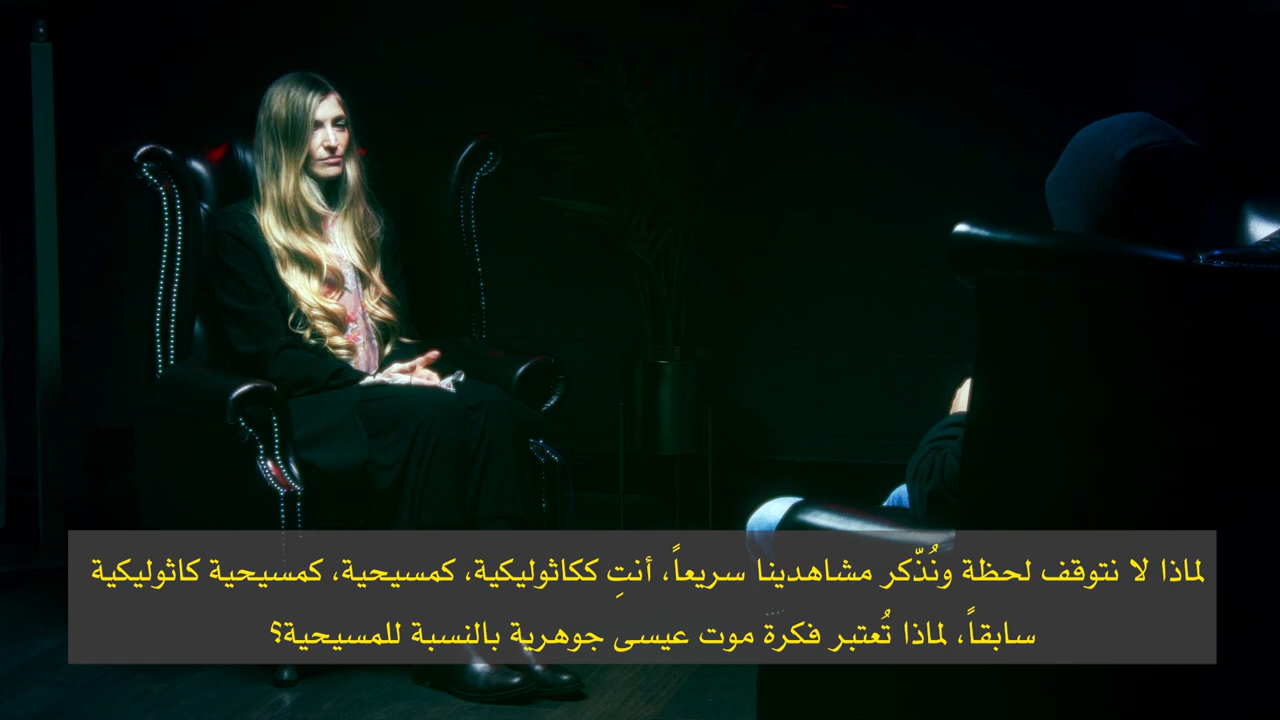 لماذا لا نتوقف لحظة ونُذّكر مشاهدينا سريعاً، أنتِ ككاثوليكية، كمسيحية، كمسيحية كاثوليكية
سابقاً، لماذا تُعتبر فكرة موت عيسى جوهرية بالنسبة للمسيحية؟